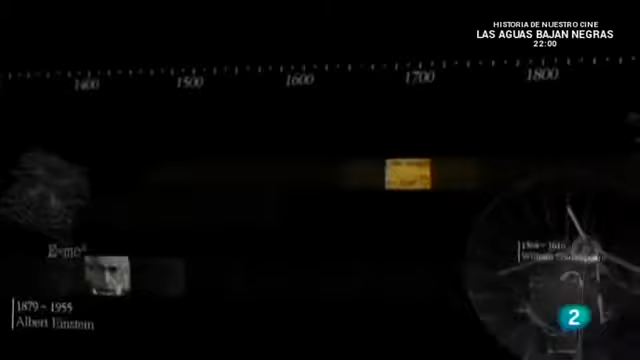 HISTORIA DE NUESTRO CINE
LAS AGUAS BAJAN NEGRAS
22:00
1400 1500 1600 1700 1800
E=mc²
1879 - 1955
Albert Einstein
2